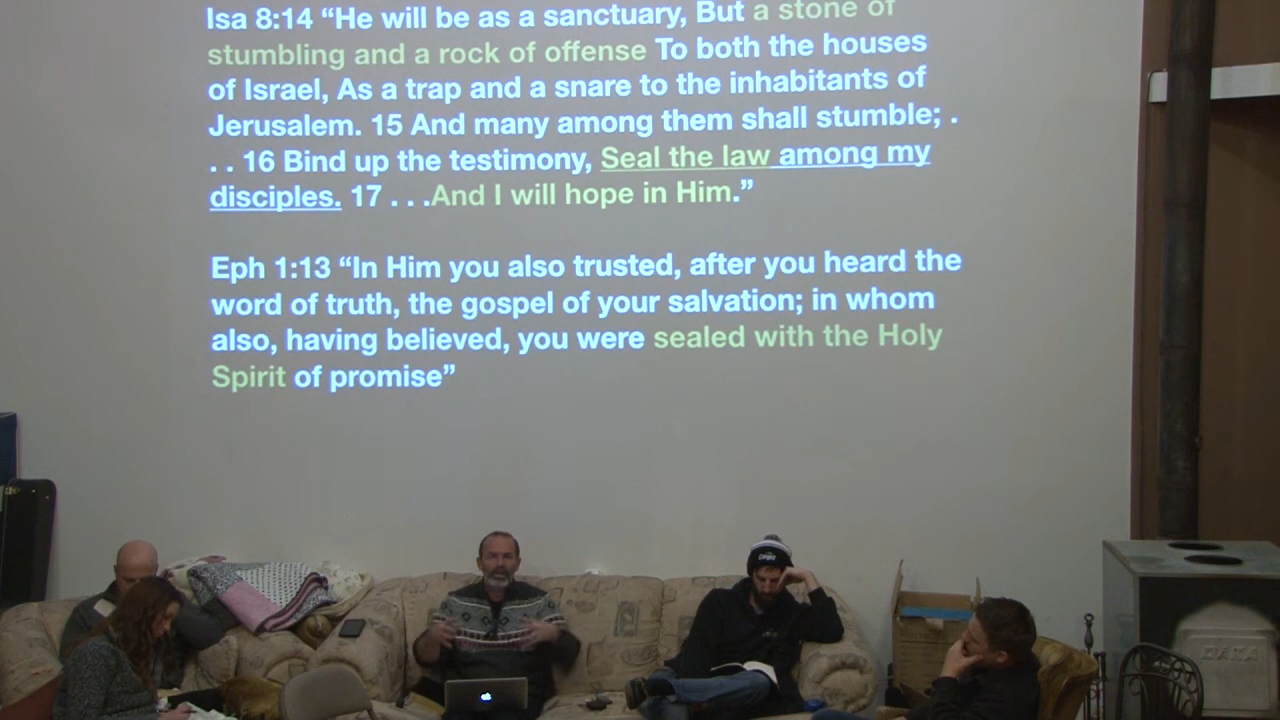 Isa 8:14 “He will be as a sanctuary, But a stone of
stumbling and a rock of offense To both the houses
of Israel, As a trap and a snare to the inhabitants of
Jerusalem. 15 And many among them shall stumble; .
. . 16 Bind up the testimony, Seal the law among my
disciples. 17 . . .And I will hope in Him.”
Eph 1:13 “In Him you also trusted, after you heard the
word of truth, the gospel of your salvation; in whom
also, having believed, you were sealed with the Holy
Spirit of promise”